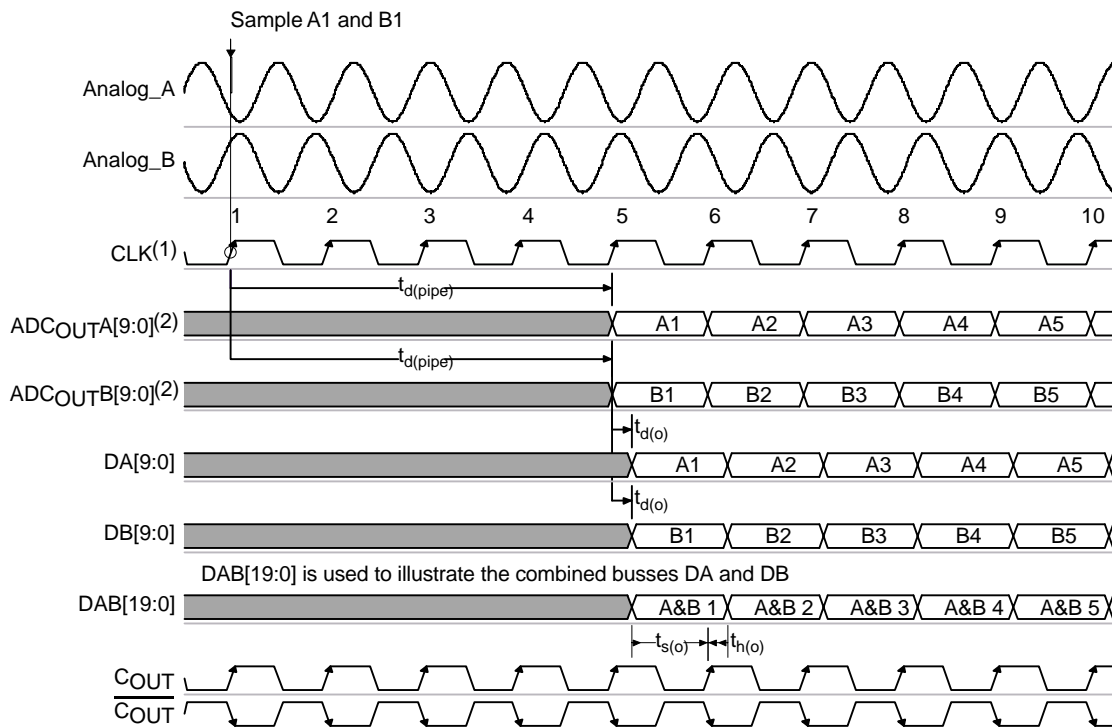 Sample A1 and B1
Analog_A
Analog_B
1 2 3 4 5 6 7 8 9 10
CLK(1)
td(pipe)
ADCOUTA[9:0](2) A1 A2 A3 A4 A5
td(pipe)
ADCOUTB[9:0](2) B1 B2 B3 B4 B5
td(o)
DA[9:0] A1 A2 A3 A4 A5
td(o)
DB[9:0] B1 B2 B3 B4 B5
DAB[19:0] is used to illustrate the combined busses DA and DB
DAB[19:0] A&B 1 A&B 2 A&B 3 A&B 4 A&B 5
ts(o) th(o)
COUT
COUT